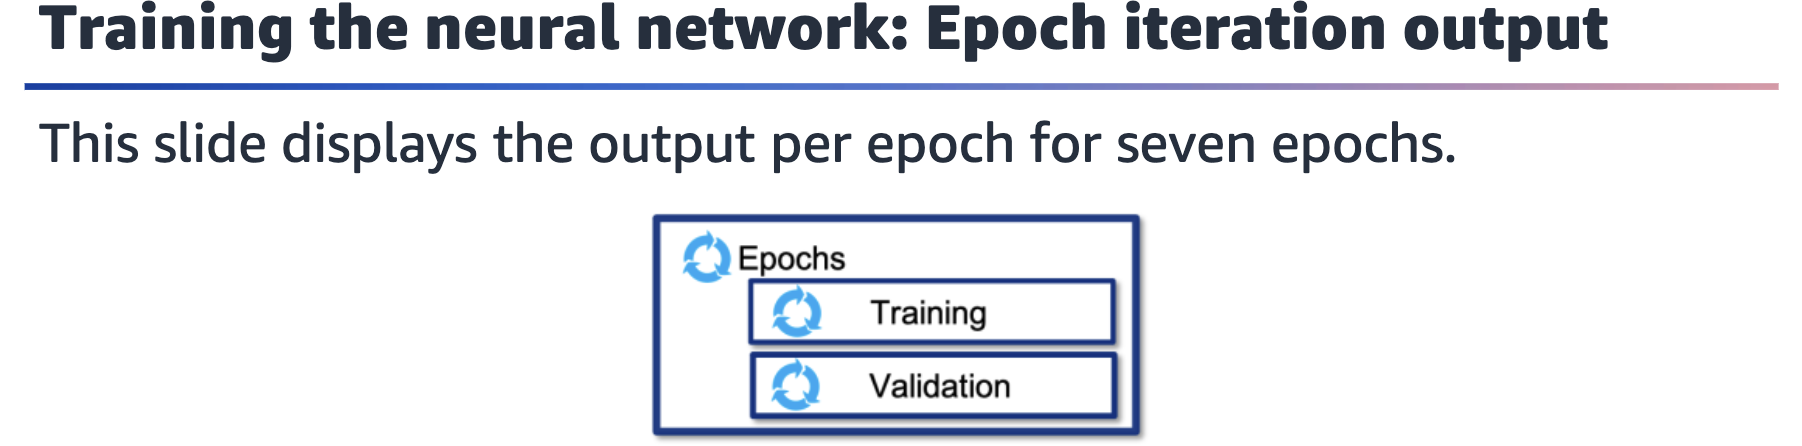 Training the neural network: Epoch iteration output
This slide displays the output per epoch for seven epochs.
Epochs
Training
Validation